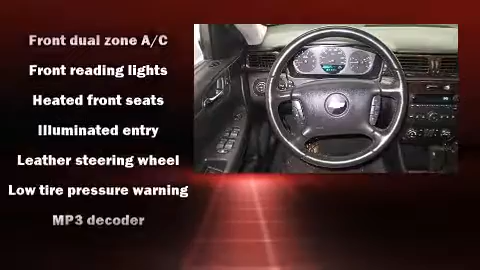 Front dual zone A/C
Front reading lights
Heated front seats
Illuminated entry
Leather steering wheel
Low tire pressure warning
MP3 decoder